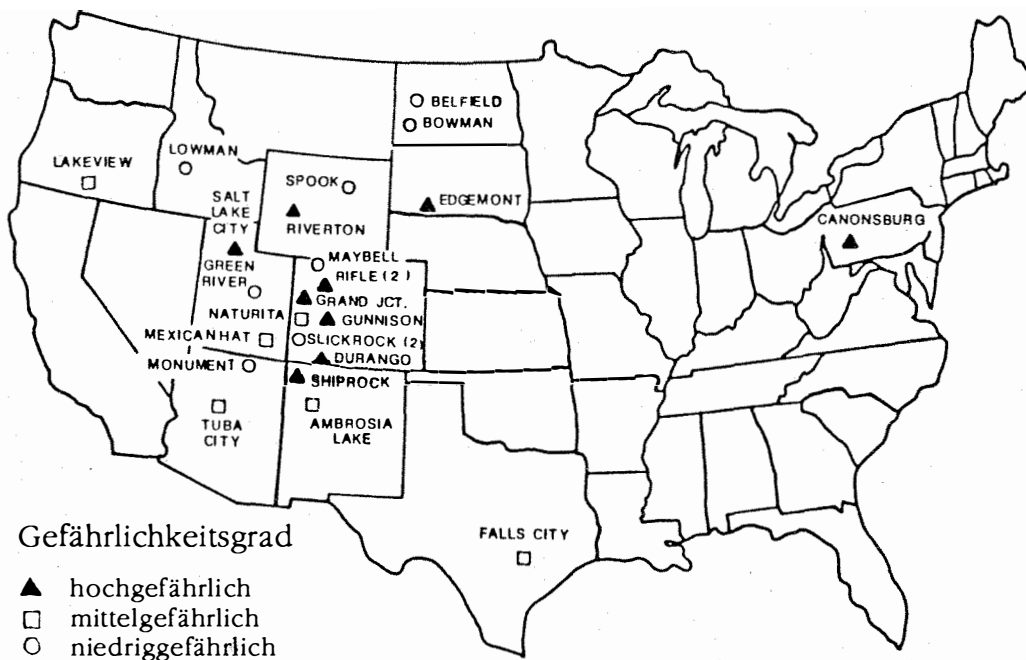 BELFIELD
BOWMAN
LOWMAN
LAKEVIEW
SPOOK
EDGEMONT
SALT
LAKE
CITY
RIVERTON
CANONSBURG
GREEN
RIVER
MAYBELL
RIFLE (2)
GRAND JCT.
NATURITA
GUNNISON
MEXICAN HAT
SLICKROCK (2)
MONUMENT
DURANGO
SHIPROCK
TUBA
CITY
AMBROSIA
LAKE
FALLS CITY
Gefährlichkeitsgrad
hochgefährlich
mittelgefährlich
niedriggefährlich